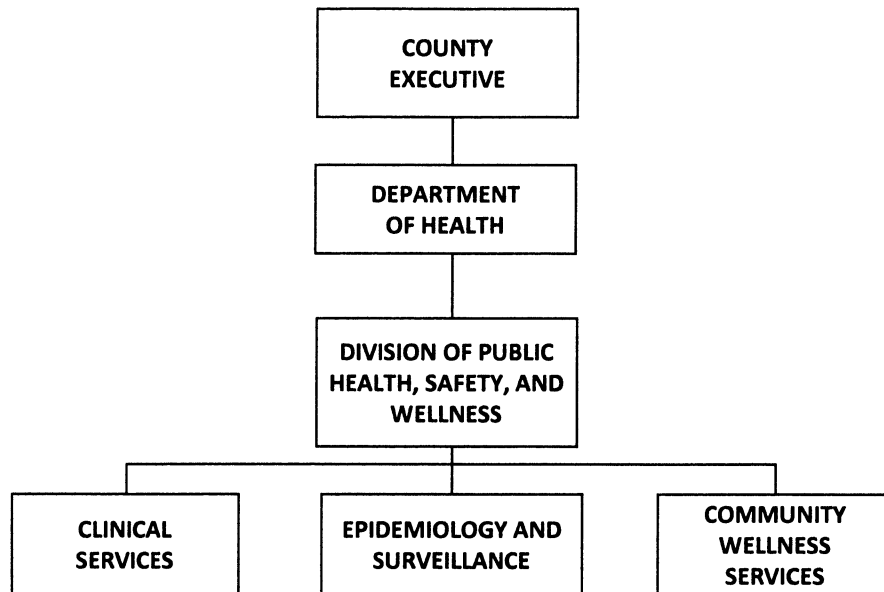 COUNTY
EXECUTIVE
DEPARTMENT
OF HEALTH
DIVISION OF PUBLIC
HEALTH, SAFETY, AND
WELLNESS
CLINICAL
SERVICES
EPIDEMIOLOGY AND
SURVEILLANCE
COMMUNITY
WELLNESS
SERVICES